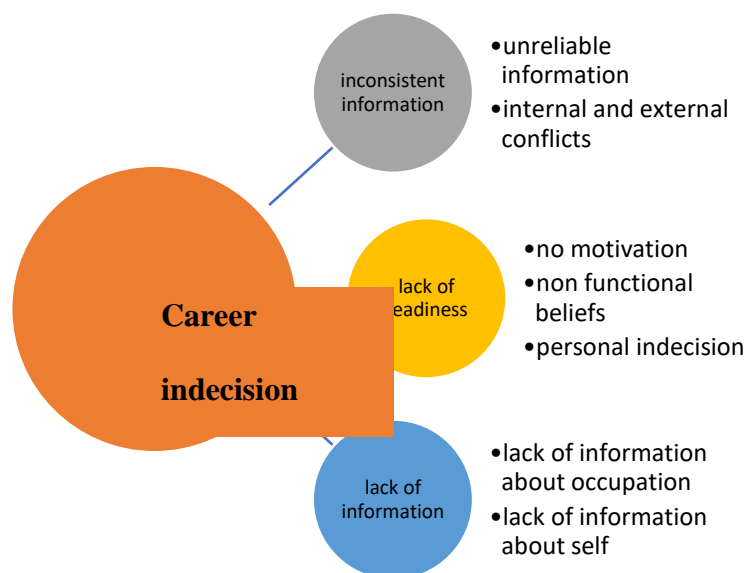 inconsistent
information
•unreliable
information
•internal and external
conflicts
Career
indecision
lack of
eadiness
•no motivation
•non functional
beliefs
•personal indecision
lack of
information
•lack of information
about occupation
•lack of information
about self